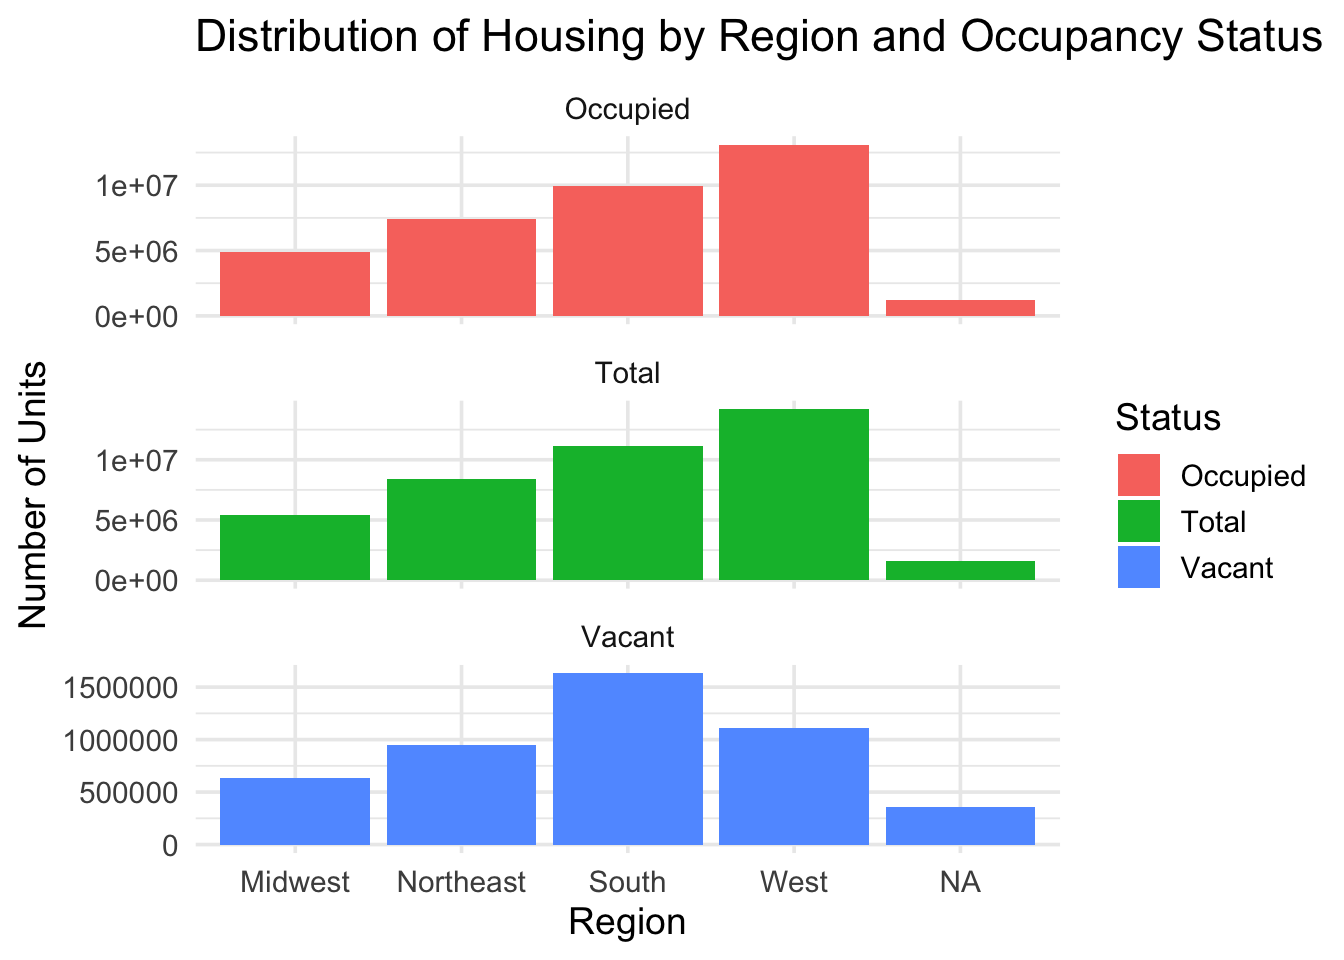 Distribution of Housing by Region and Occupancy Status
Occupied
1e+07
5e+06
0e+00
Total
1e+07
5e+06
0e+00
Vacant
1500000
1000000
500000
0
Midwest Northeast South West NA
Region
Number of Units
Status
Occupied
Total
Vacant